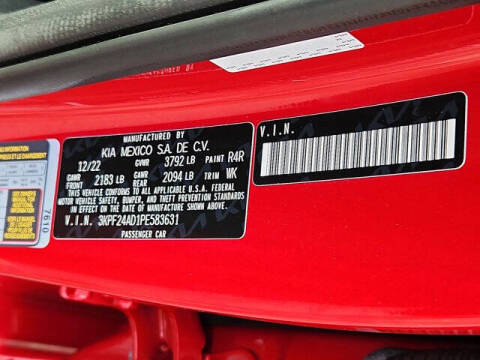 MANUFACTURED BY
KIA MEXICO S.A. DE C.V.
12/22 GVWR 3792 LB PAINT R4R
GAWR FRONT 2183 LB GAWR REAR 2094 LB TRIM WK
THIS VEHICLE CONFORMS TO ALL APPLICABLE U.S. FEDERAL
MOTOR VEHICLE SAFETY, BUMPER, AND THEFT PREVENTION STANDARDS
IN EFFECT ON THE DATE OF MANUFACTURE SHOWN ABOVE.
V.I.N. 3KPF24AD1PE583631
PASSENGER CAR
V.I.N.
7610